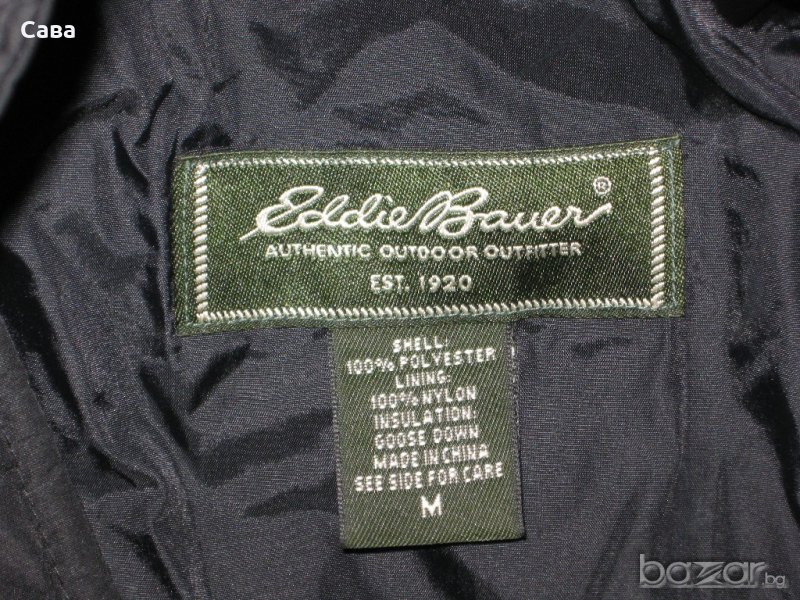 Сава
Eddie Bauer®
AUTHENTIC OUTDOOR OUTFITTER
EST. 1920
SHELL:
100% POLYESTER
LINING:
100% NYLON
INSULATION:
GOOSE DOWN
MADE IN CHINA
SEE SIDE FOR CARE
M
bazar.bg